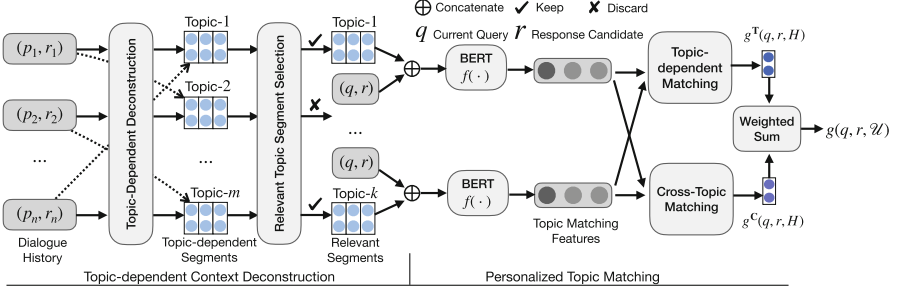 ⊕ Concatenate ✓ Keep ✗ Discard
q Current Query r Response Candidate
(p₁, r₁)
(p₂, r₂)
...
(pₙ, rₙ)
Dialogue
History
Topic-Dependent Deconstruction
Topic-1
Topic-2
...
Topic-m
Topic-dependent
Segments
Relevant Topic Segment Selection
✓
✗
✓
Topic-1
(q, r)
...
(q, r)
Topic-k
Relevant
Segments
⊕
⊕
BERT
f(·)
BERT
f(·)
Topic Matching
Features
Topic-
dependent
Matching
Cross-Topic
Matching
gᵀ(q, r, H)
Weighted
Sum
g(q, r, 𝒰)
gᶜ(q, r, H)
Topic-dependent Context Deconstruction
Personalized Topic Matching